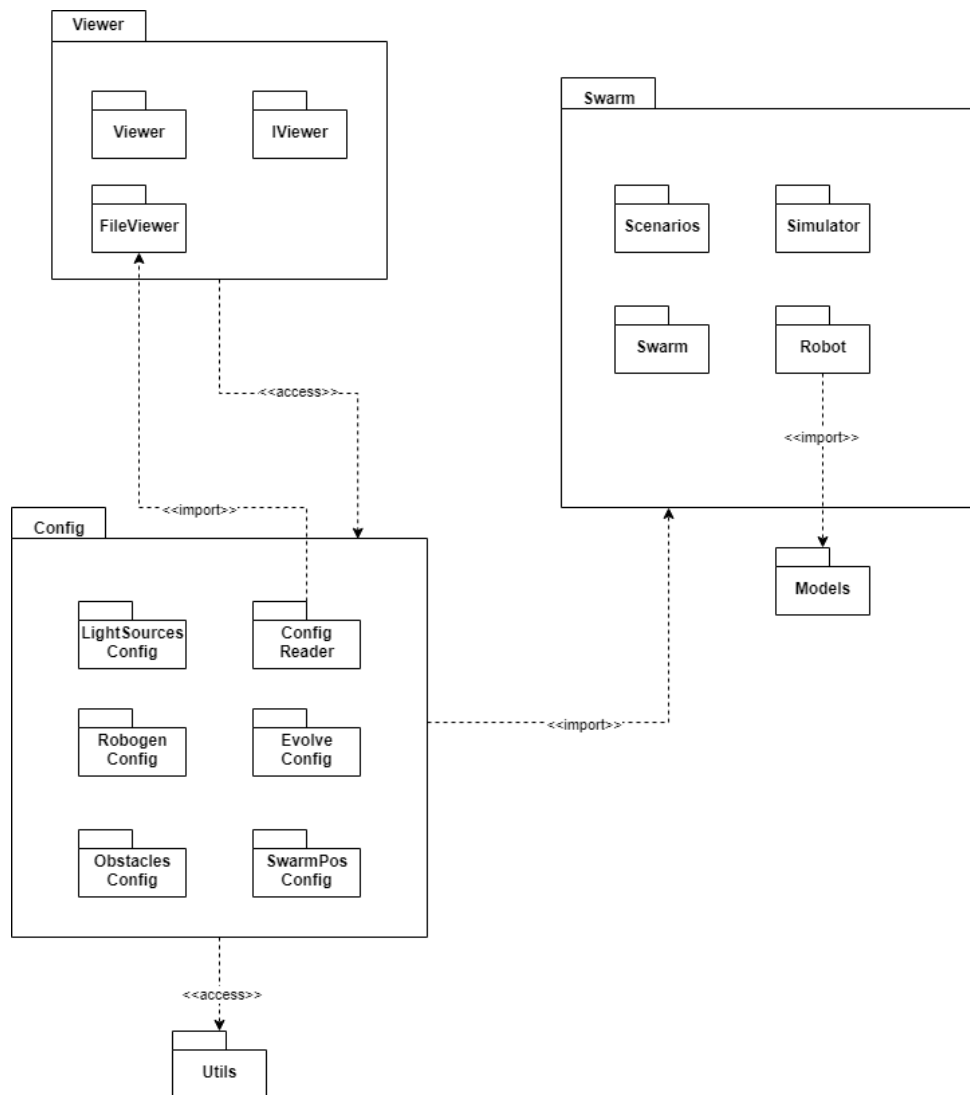 Viewer
Viewer
IViewer
FileViewer
Swarm
Scenarios
Simulator
Swarm
Robot
<<access>>
<<import>>
<<import>>
Config
Models
LightSources
Config
Config
Reader
Robogen
Config
Evolve
Config
<<import>>
Obstacles
Config
SwarmPos
Config
<<access>>
Utils